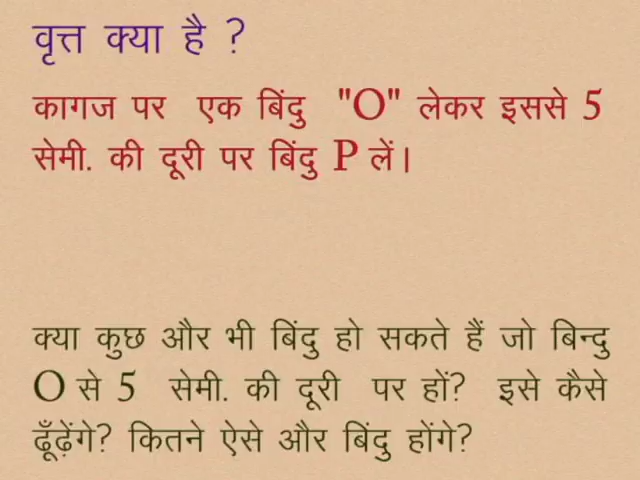 वृत्त क्या है ?
कागज पर एक बिंदु "O" लेकर इससे 5
सेमी. की दूरी पर बिंदु P लें।
क्या कुछ और भी बिंदु हो सकते हैं जो बिन्दु
O से 5 सेमी. की दूरी पर हों? इसे कैसे
ढूँढ़ेंगे? कितने ऐसे और बिंदु होंगे?